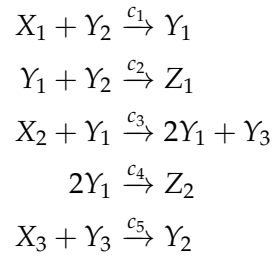 X₁ + Y₂ →^{c₁} Y₁
Y₁ + Y₂ →^{c₂} Z₁
X₂ + Y₁ →^{c₃} 2Y₁ + Y₃
2Y₁ →^{c₄} Z₂
X₃ + Y₃ →^{c₅} Y₂